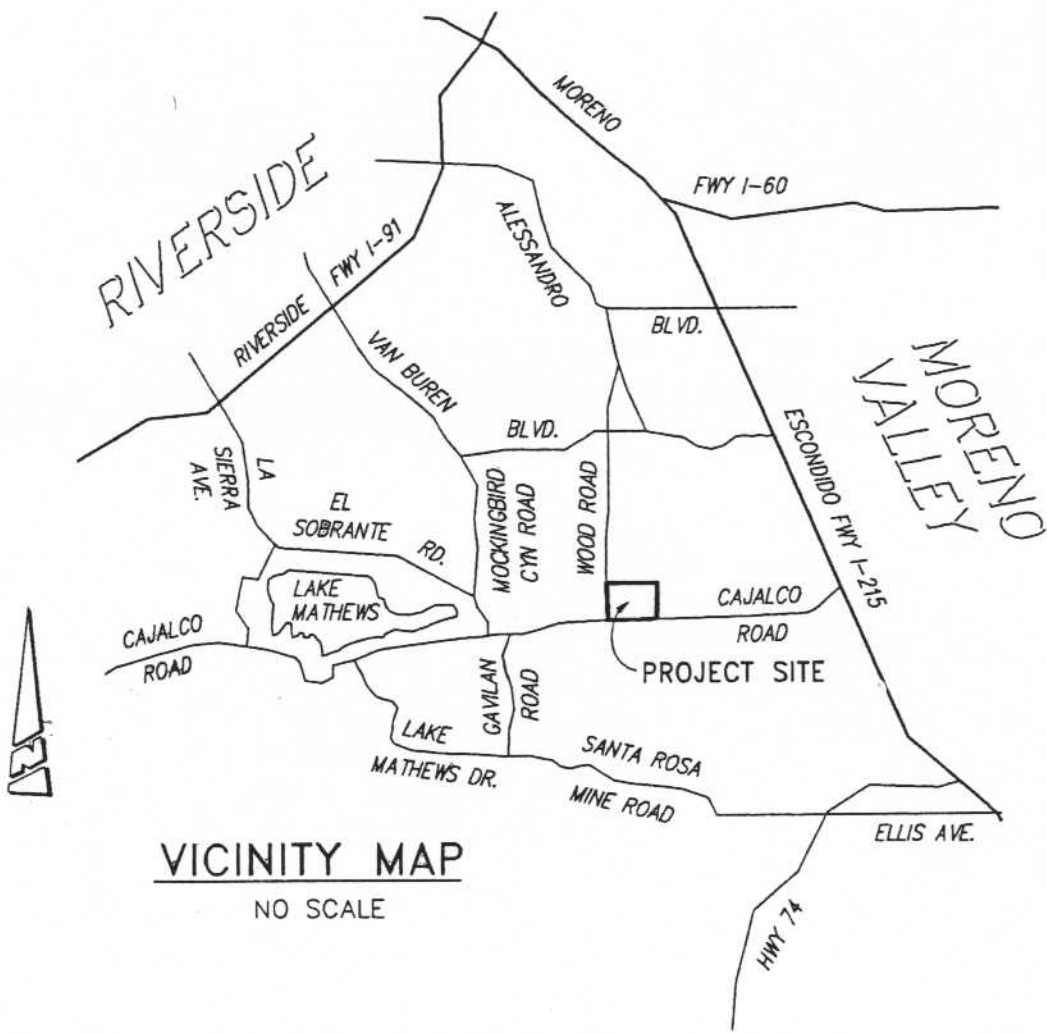 MORENO
FWY I-60
RIVERSIDE
ALESSANDRO
BLVD.
RIVERSIDE FWY I-91
VAN BUREN
BLVD.
MORENO
VALLEY
ESCONDIDO FWY I-215
LA
SIERRA
AVE.
EL
SOBRANTE
RD.
MOCKINGBIRD
CYN ROAD
WOOD ROAD
LAKE
MATHEWS
CAJALCO
ROAD
CAJALCO
ROAD
PROJECT SITE
GAVILAN
ROAD
LAKE
MATHEWS DR.
SANTA ROSA
MINE ROAD
ELLIS AVE.
HWY 74
N
VICINITY MAP
NO SCALE